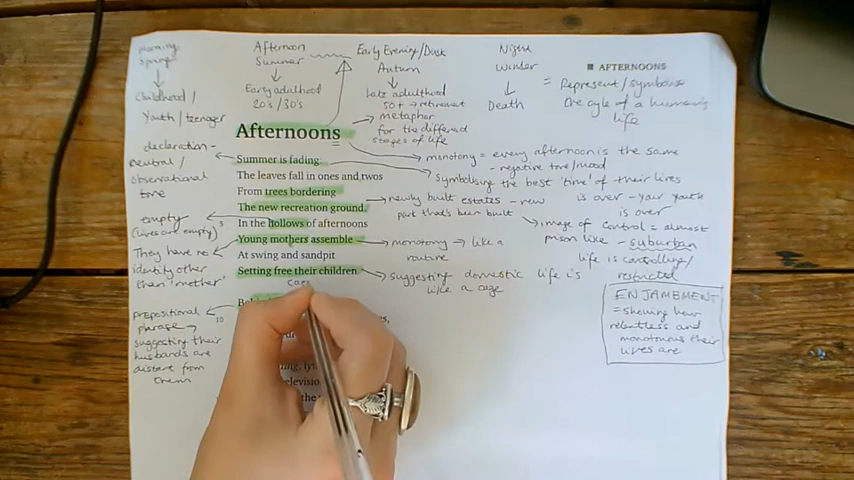 Morning
Spring
Afternoon
Summer
Early Evening/Dusk
Autumn
Night
Winter
■ AFTERNOONS
Childhood/
Youth/teenager
Early adulthood
20's/30's
Late adulthood
50+ → retirement
Death
= Represent/symbolise
the cycle of a human's
life
metaphor
for the different
stages of life
Afternoons
declaration -
neutral/
observational
tone
Summer is fading
The leaves fall in ones and twos
From trees bordering
The new recreation ground.
In the hollows of afternoons
Young mothers assemble
At swing and sandpit
Setting free their children
monotony = every afternoon is the same
- negative tone/mood
Symbolising the best 'time' of their lives
is over - your youth
is over
newly built estates - new
part that's been built
image of control = almost
prison like - suburban
life is controlling/
restricted
empty
(lives are empty)
5
They have no
identity other
than 'mother'
monotony → like a
routine
suggesting domestic life is
like a cage
ENJAMBMENT
= showing how
relentless and
monotonous their
lives are
Prepositional
phrase →
suggesting their
husbands are
distant from
them
10